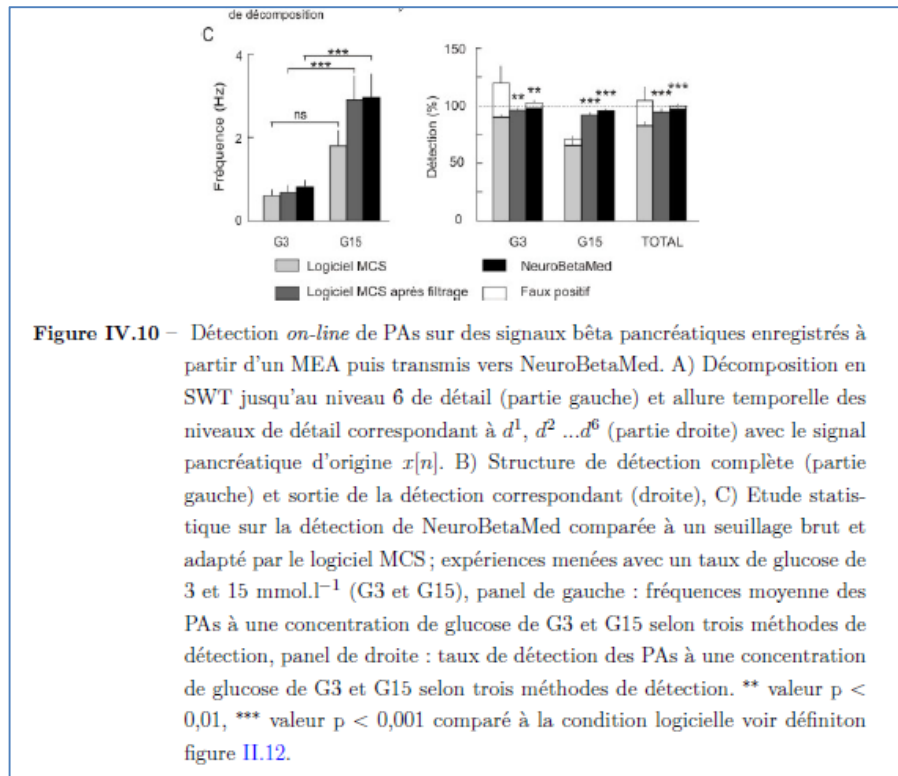 de décomposition
C
4
***
***
Fréquence (Hz)
2
ns
0
G3
G15
150
Détection (%)
100
50
0
**
**
***
***
***
***
G3
G15
TOTAL
Logiciel MCS
NeuroBetaMed
Logiciel MCS après filtrage
Faux positif
Figure IV.10 – Détection on-line de PAs sur des signaux bêta pancréatiques enregistrés à
partir d'un MEA puis transmis vers NeuroBetaMed. A) Décomposition en
SWT jusqu'au niveau 6 de détail (partie gauche) et allure temporelle des
niveaux de détail correspondant à d¹, d² ...d⁶ (partie droite) avec le signal
pancréatique d'origine x[n]. B) Structure de détection complète (partie
gauche) et sortie de la détection correspondant (droite), C) Etude statis-
tique sur la détection de NeuroBetaMed comparée à un seuillage brut et
adapté par le logiciel MCS ; expériences menées avec un taux de glucose de
3 et 15 mmol.l⁻¹ (G3 et G15), panel de gauche : fréquences moyenne des
PAs à une concentration de glucose de G3 et G15 selon trois méthodes de
détection, panel de droite : taux de détection des PAs à une concentration
de glucose de G3 et G15 selon trois méthodes de détection. ** valeur p <
0,01, *** valeur p < 0,001 comparé à la condition logicielle voir définiton
figure II.12.